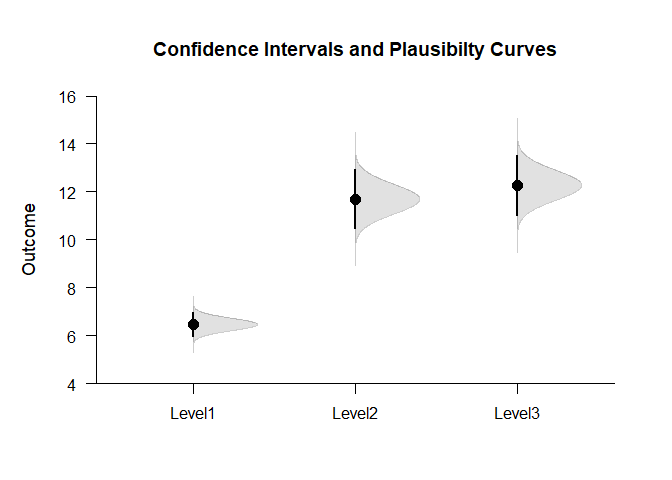 Confidence Intervals and Plausibilty Curves
Outcome
16
14
12
10
8
6
4
Level1 Level2 Level3